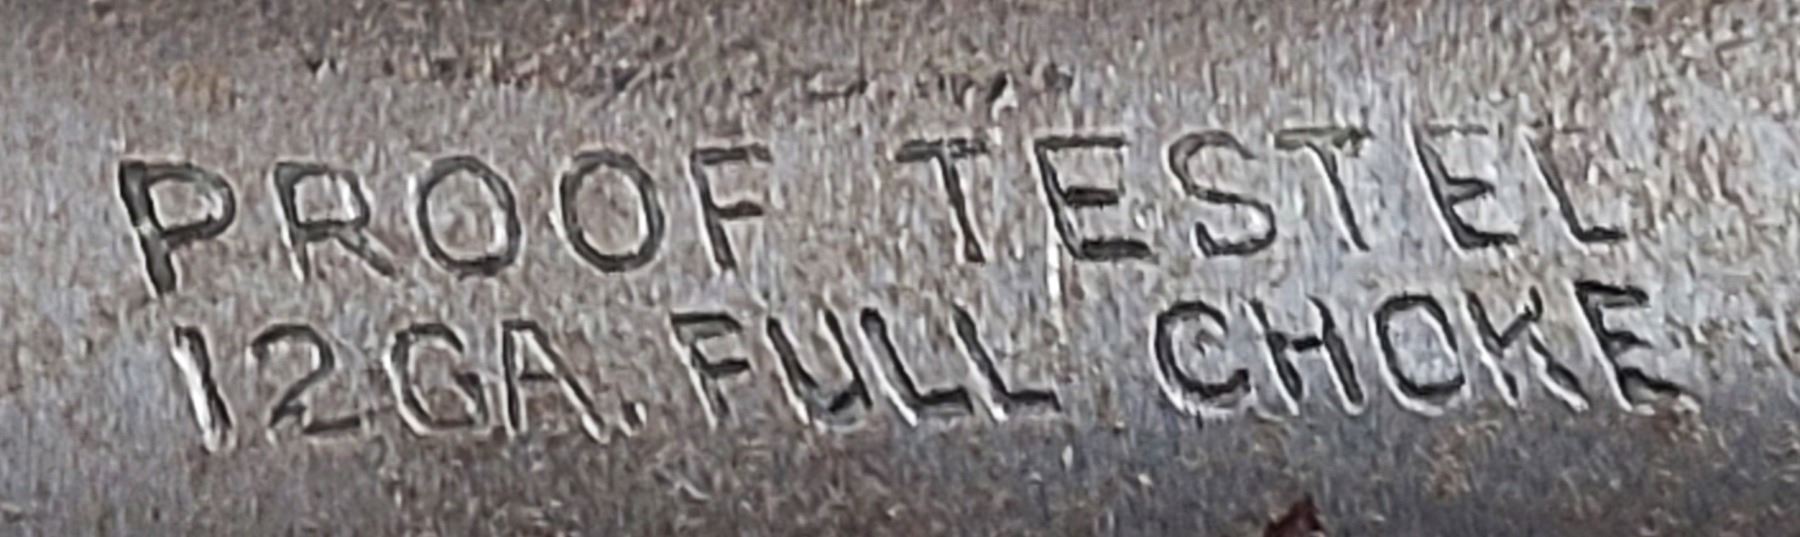 PROOF TESTEL
12GA. FULL CHOKE